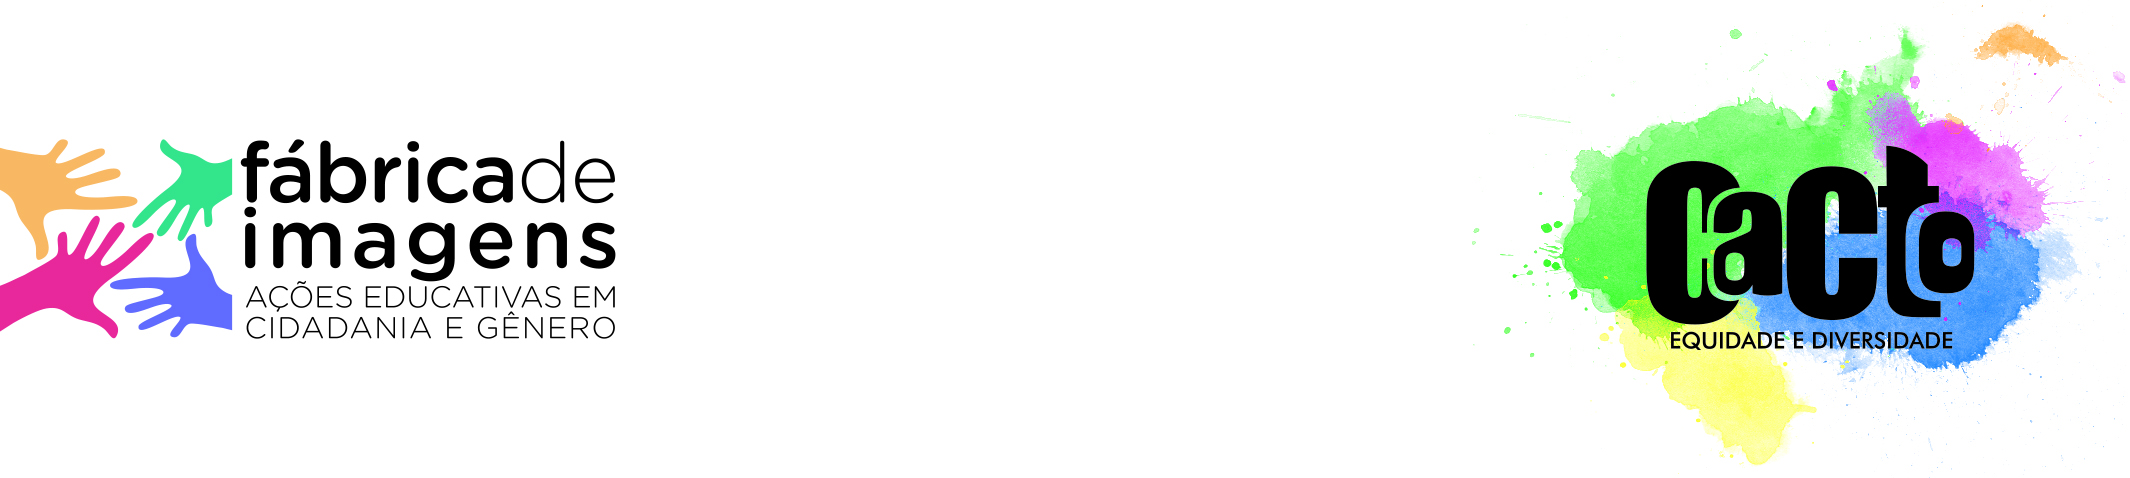 fábricade
imagens
AÇÕES EDUCATIVAS EM
CIDADANIA E GÊNERO
cacto
EQUIDADE E DIVERSIDADE